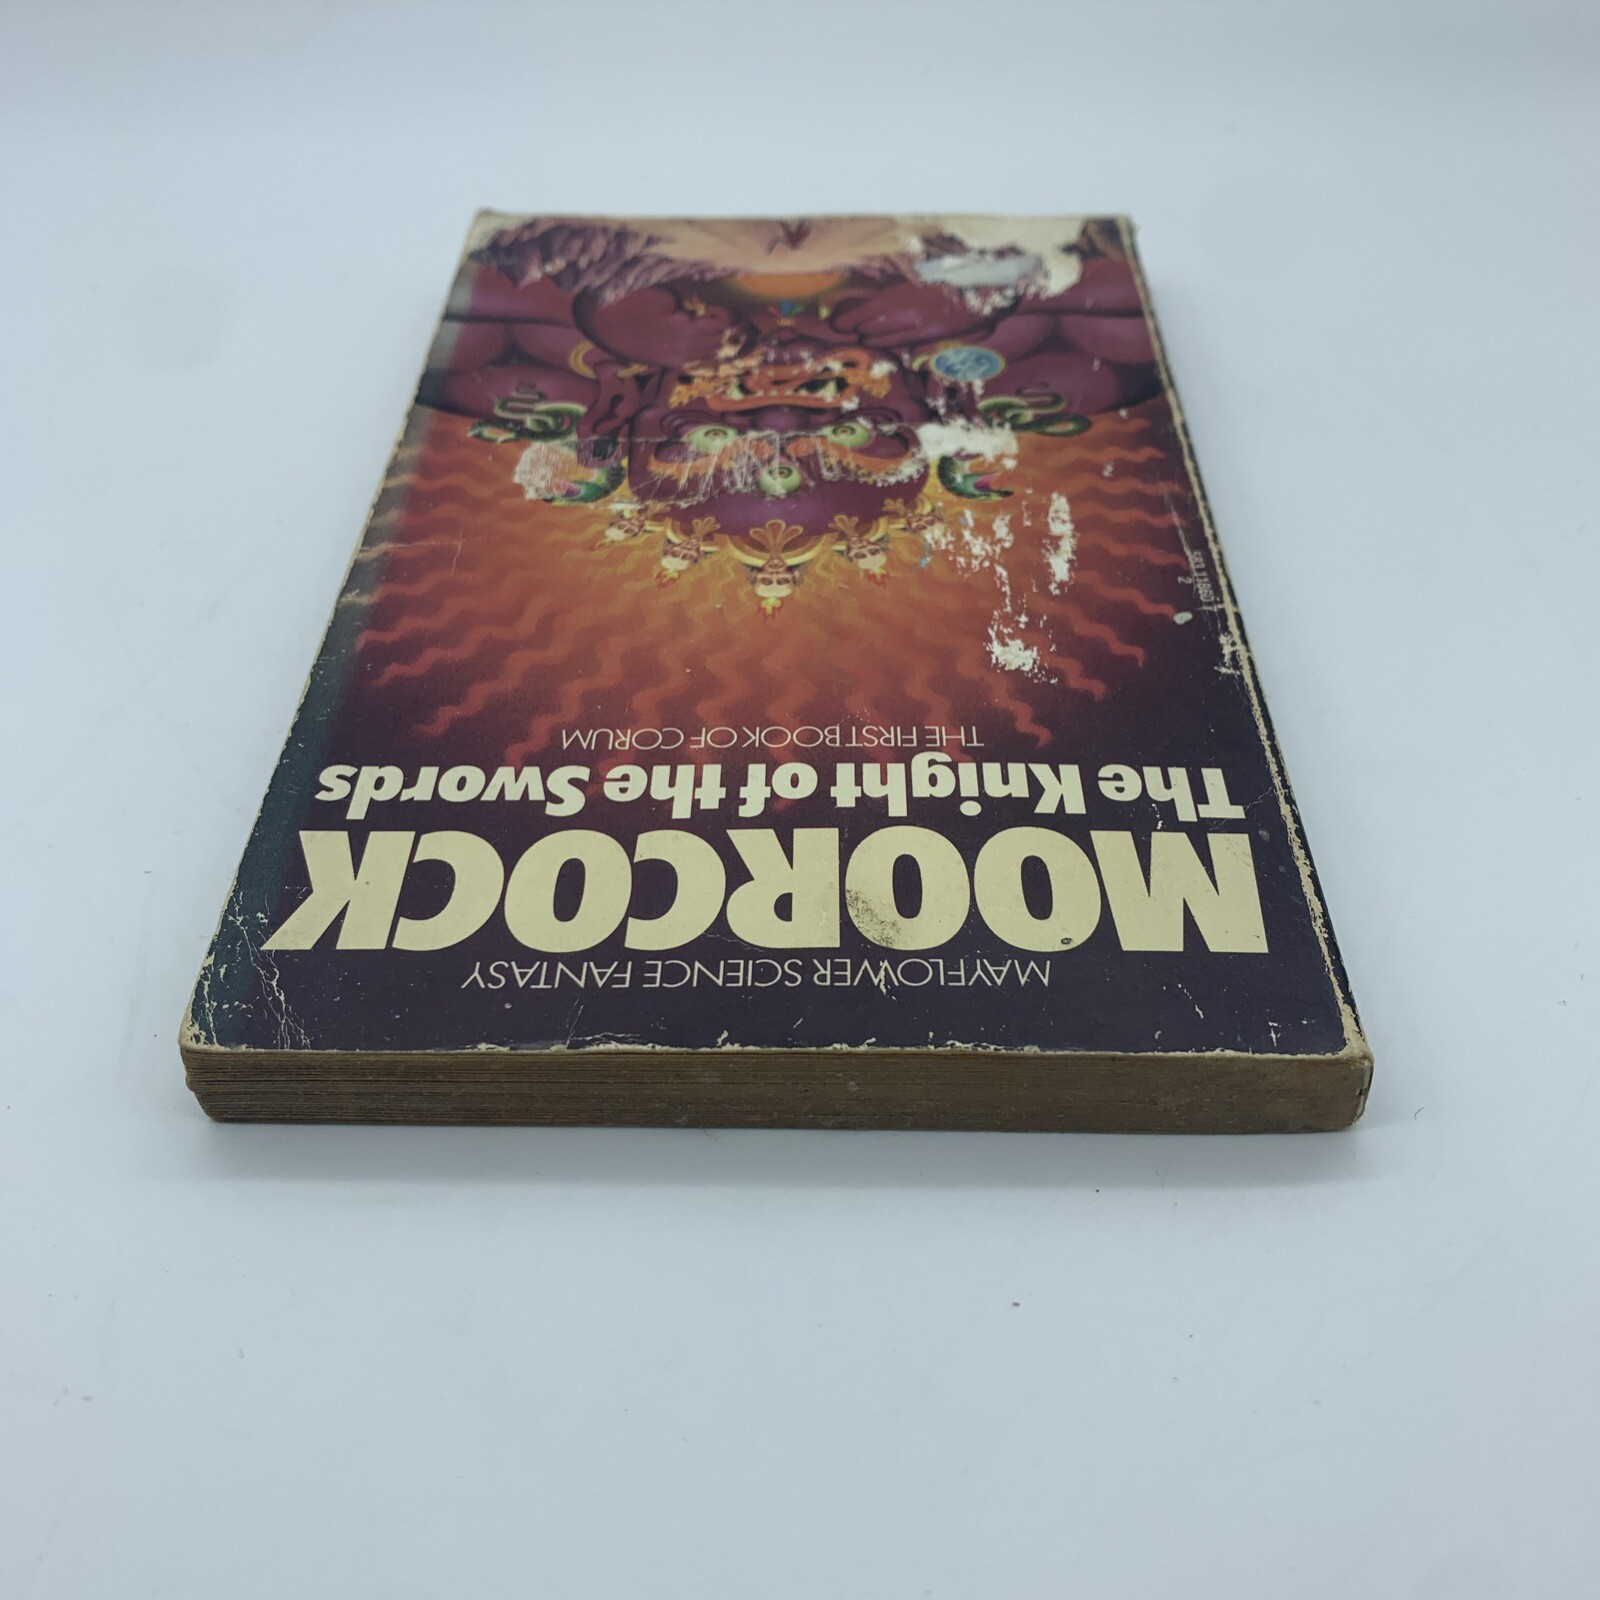 MAYFLOWER SCIENCE FANTASY
MOORCOCK
The Knight of the Swords
THE FIRST BOOK OF CORUM